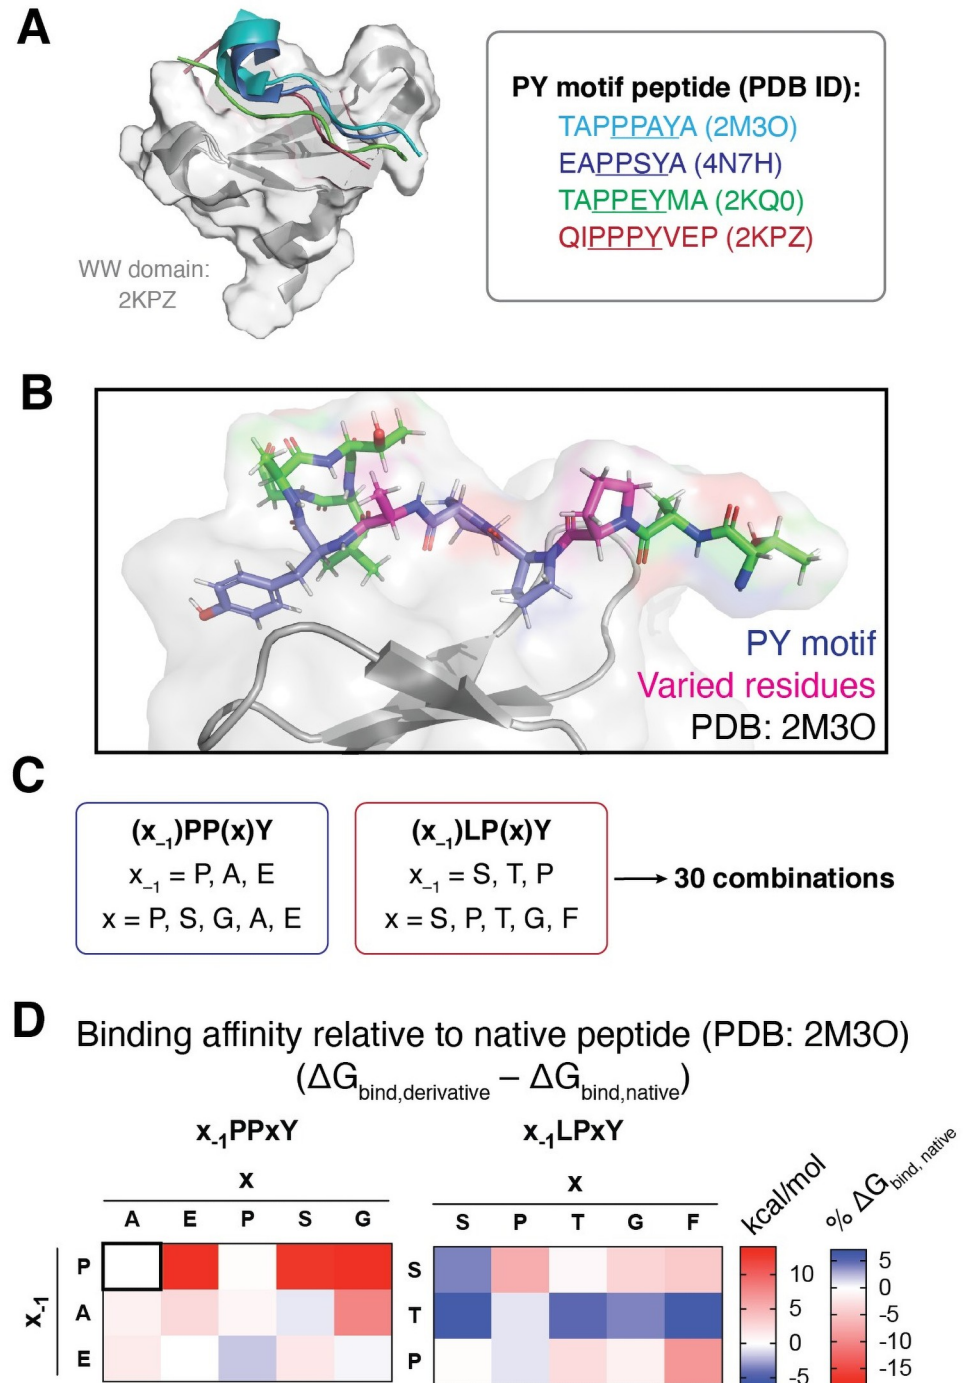 A
PY motif peptide (PDB ID):
TAPPPAYA (2M3O)
EAPPSYA (4N7H)
TAPPEYMA (2KQ0)
QIPPPYVEP (2KPZ)
WW domain:
2KPZ
B
PY motif
Varied residues
PDB: 2M3O
C
(x₋₁)PP(x)Y
x₋₁ = P, A, E
x = P, S, G, A, E
(x₋₁)LP(x)Y
x₋₁ = S, T, P
x = S, P, T, G, F
30 combinations
D
Binding affinity relative to native peptide (PDB: 2M3O)
(ΔGbind,derivative – ΔGbind,native)
x-1PPxY
x
A E P S G
x-1
P
A
E
x-1LPxY
x
S P T G F
S
T
P
kcal/mol
10
5
0
-5
% ΔGbind, native
5
0
-5
-10
-15